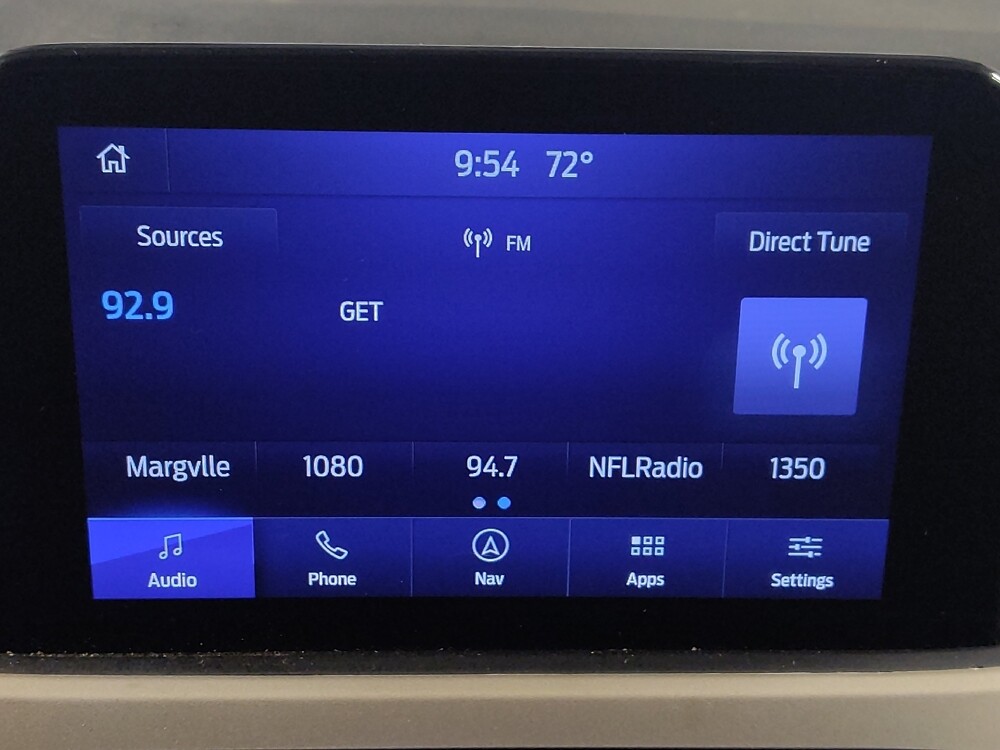 9:54 72°
Sources FM Direct Tune
92.9 GET
Margvlle 1080 94.7 NFLRadio 1350
Audio Phone Nav Apps Settings